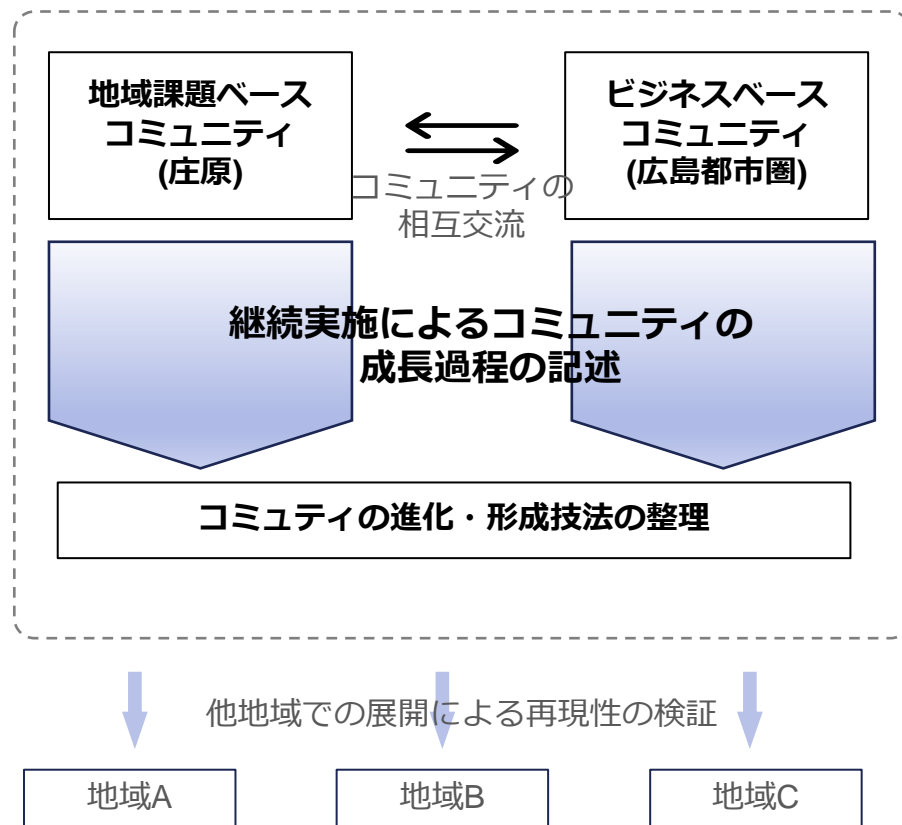 地域課題ベース
コミュニティ
(庄原)
ビジネスベース
コミュニティ
(広島都市圏)
コミュニティの
相互交流
継続実施によるコミュニティの
成長過程の記述
コミュティの進化・形成技法の整理
他地域での展開による再現性の検証
地域A
地域B
地域C